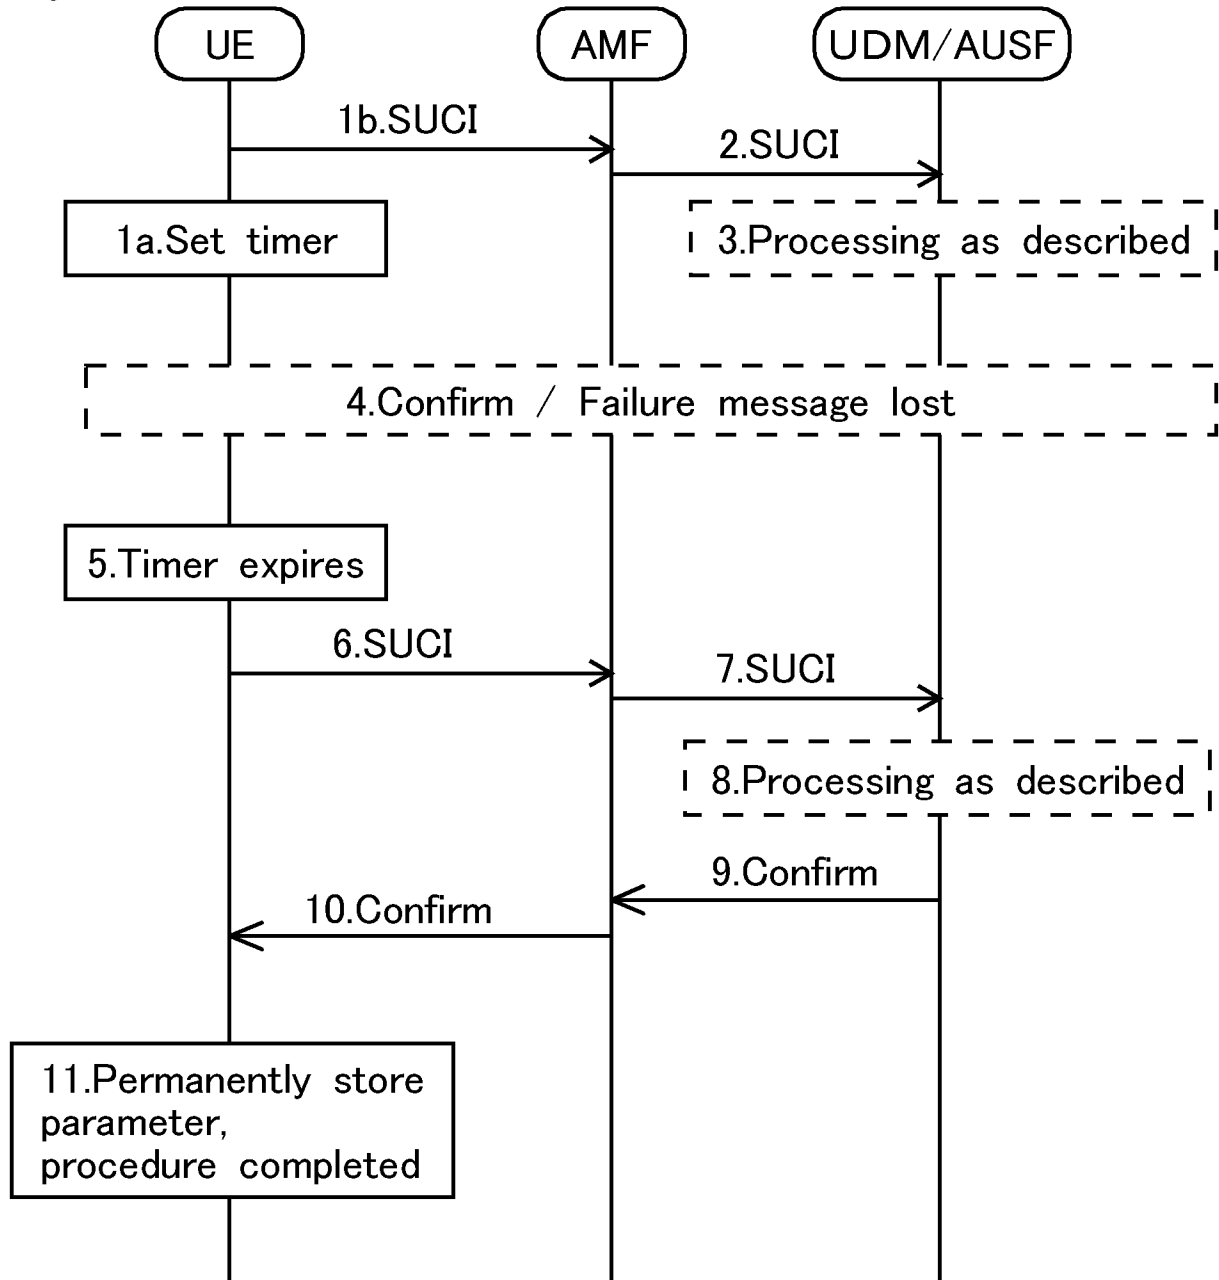 UE
AMF
UDM/AUSF
1b.SUCI
2.SUCI
1a.Set timer
3.Processing as described
4.Confirm / Failure message lost
5.Timer expires
6.SUCI
7.SUCI
8.Processing as described
9.Confirm
10.Confirm
11.Permanently store
parameter,
procedure completed